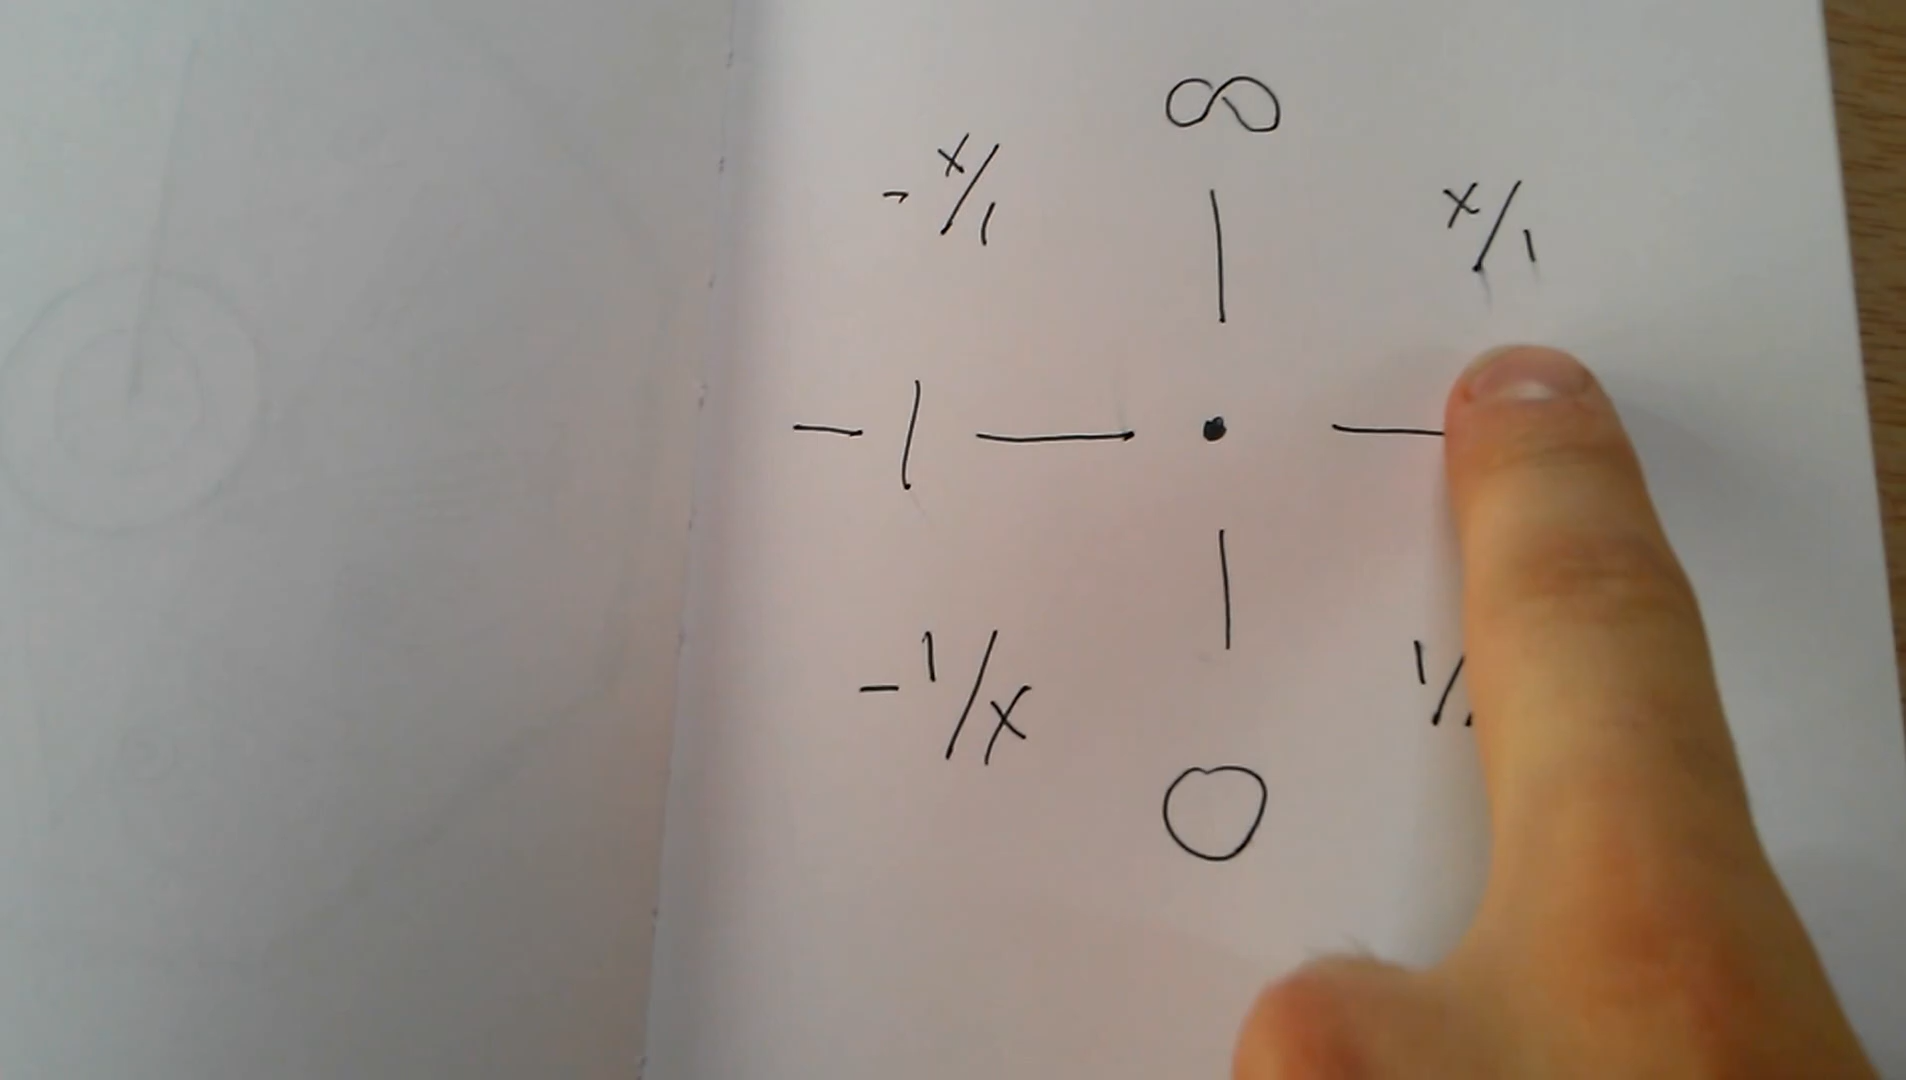 ∞
- x/1 x/1
-1
- 1/x 1/
0